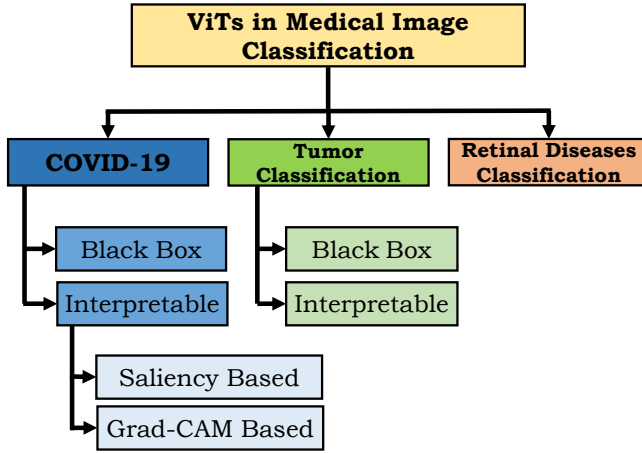 ViTs in Medical Image
Classification
COVID-19
Tumor
Classification
Retinal Diseases
Classification
Black Box
Interpretable
Saliency Based
Grad-CAM Based
Black Box
Interpretable